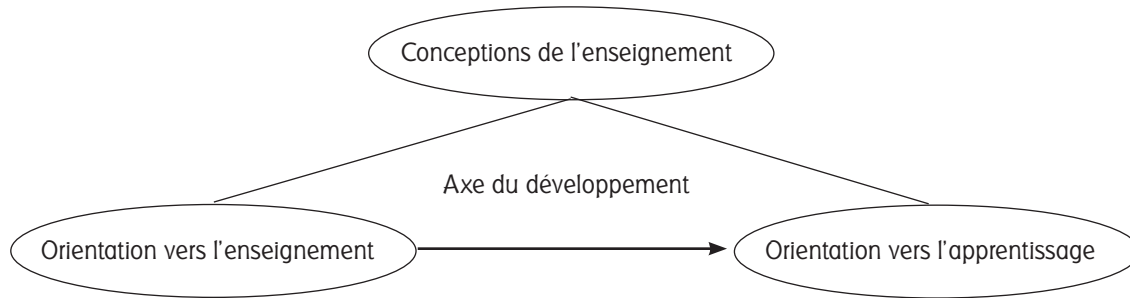 Conceptions de l'enseignement
Axe du développement
Orientation vers l'enseignement
Orientation vers l'apprentissage